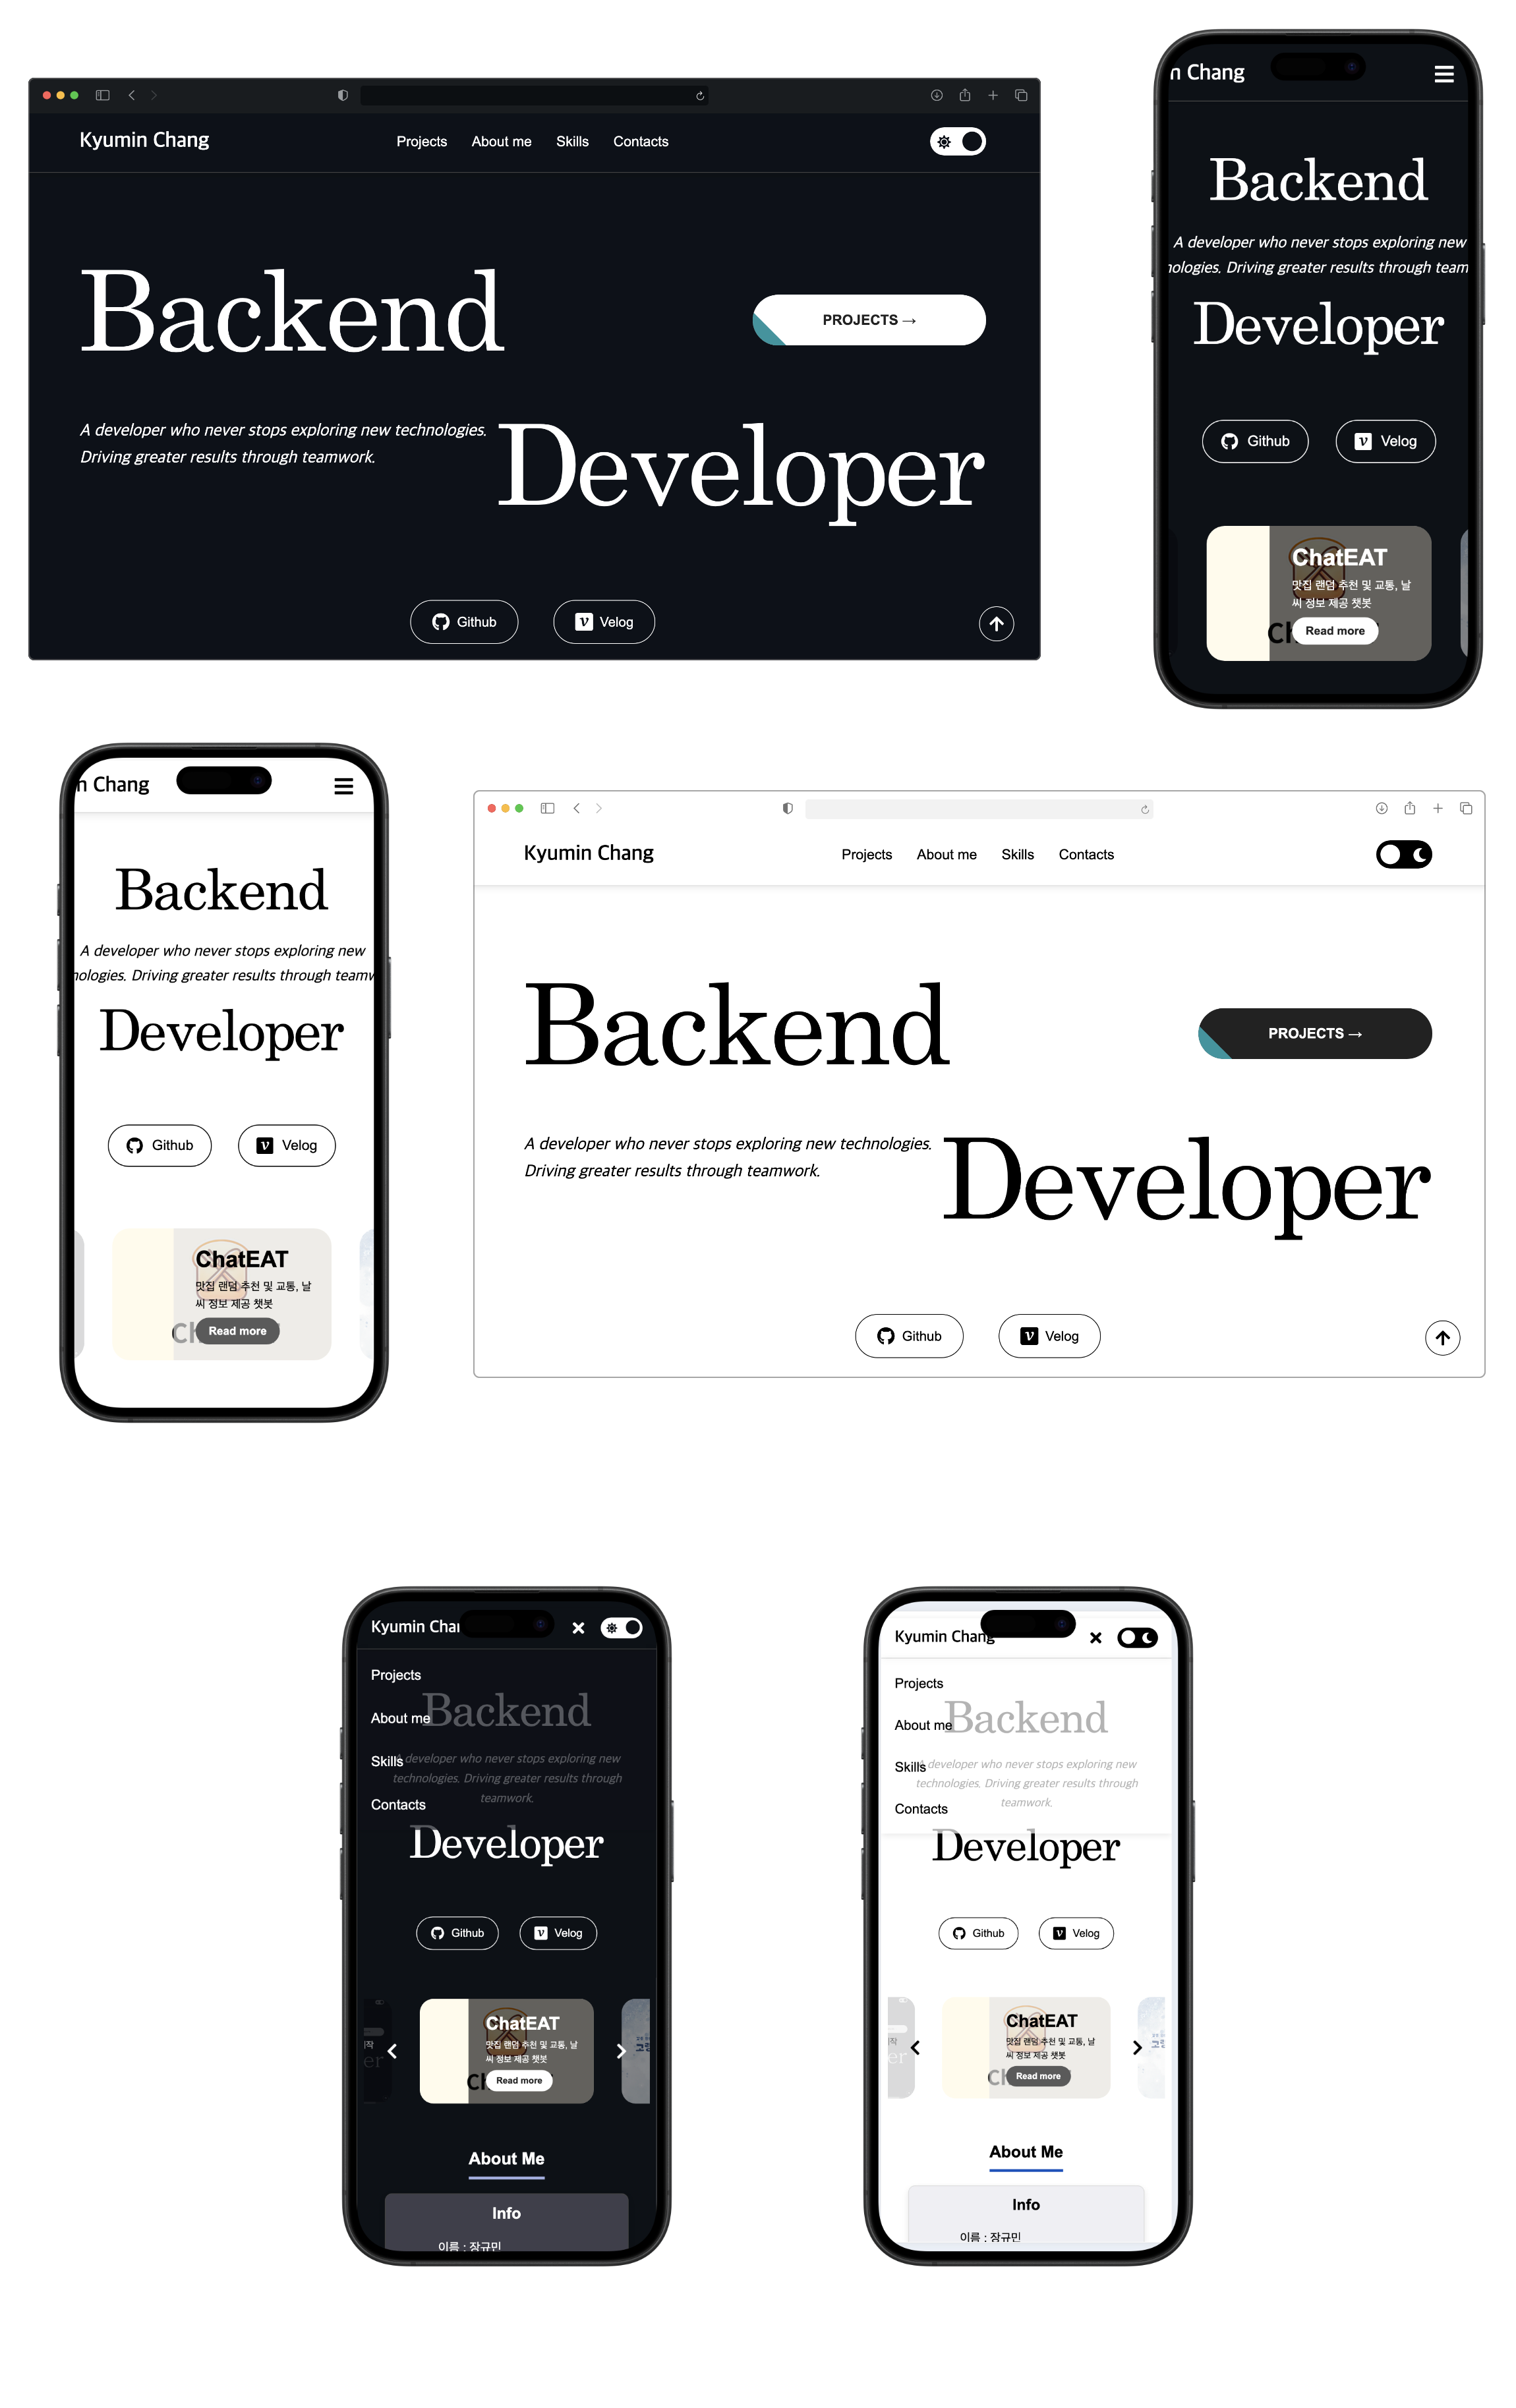 Kyumin Chang
Projects About me Skills Contacts
Backend
PROJECTS →
A developer who never stops exploring new technologies.
Driving greater results through teamwork.
Developer
Github Velog
n Chang
Backend
A developer who never stops exploring new
nologies. Driving greater results through team
Developer
Github Velog
ChatEAT
맛집 랜덤 추천 및 교통, 날
씨 정보 제공 챗봇
Read more
n Chang
Backend
A developer who never stops exploring new
nologies. Driving greater results through teamw
Developer
Github Velog
ChatEAT
맛집 랜덤 추천 및 교통, 날
씨 정보 제공 챗봇
Read more
Kyumin Chang
Projects About me Skills Contacts
Backend
PROJECTS →
A developer who never stops exploring new technologies.
Driving greater results through teamwork.
Developer
Github Velog
Kyumin Chan
Projects
Backend
About me
Skills
developer who never stops exploring new
technologies. Driving greater results through
teamwork.
Contacts
Developer
Github Velog
ChatEAT
맛집 랜덤 추천 및 교통, 날
씨 정보 제공 챗봇
Read more
About Me
Info
이름 : 장규민
Kyumin Chang
Projects
Backend
About me
Skills
developer who never stops exploring new
technologies. Driving greater results through
teamwork.
Contacts
Developer
Github Velog
ChatEAT
맛집 랜덤 추천 및 교통, 날
씨 정보 제공 챗봇
Read more
About Me
Info
이름 : 장규민